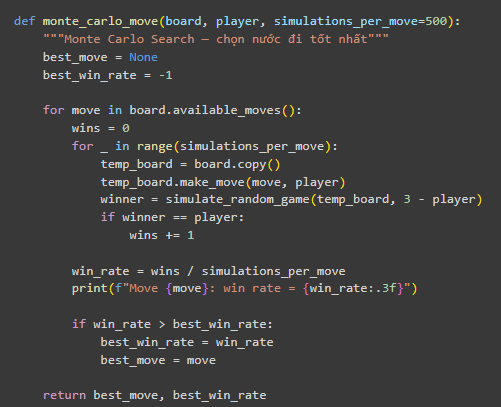 def monte_carlo_move(board, player, simulations_per_move=500):
    """Monte Carlo Search — chọn nước đi tốt nhất"""
    best_move = None
    best_win_rate = -1

    for move in board.available_moves():
        wins = 0
        for _ in range(simulations_per_move):
            temp_board = board.copy()
            temp_board.make_move(move, player)
            winner = simulate_random_game(temp_board, 3 - player)
            if winner == player:
                wins += 1

        win_rate = wins / simulations_per_move
        print(f"Move {move}: win rate = {win_rate:.3f}")

        if win_rate > best_win_rate:
            best_win_rate = win_rate
            best_move = move

    return best_move, best_win_rate